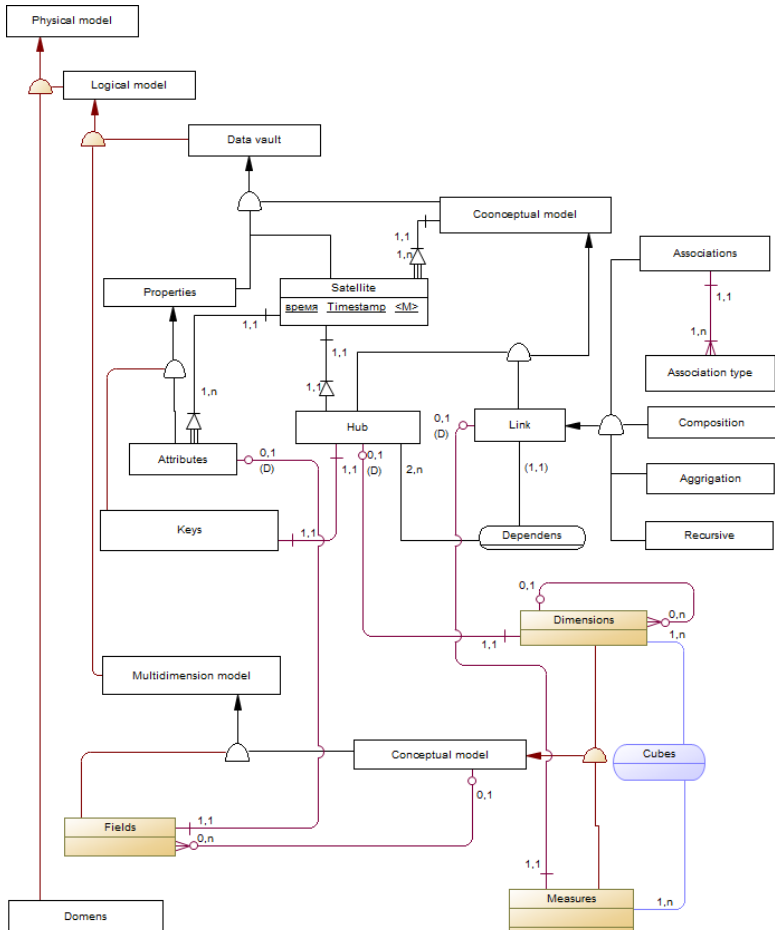 Physical model
Logical model
Data vault
Coonceptual model
1,1
1,n
Associations
1,1
1,n
Association type
Properties
Satellite
время Timestamp <M>
1,1
1,1
1,n
1,1
Hub
0,1
(D)
Link
Composition
Attributes
0,1
(D)
1,1
0,1
(D)
2,n
(1,1)
Aggrigation
Keys
1,1
Dependens
Recursive
0,1
Dimensions
0,n
1,1
1,n
Multidimension model
Conceptual model
Cubes
0,1
Fields
1,1
0,n
1,1
Measures
1,n
Domens